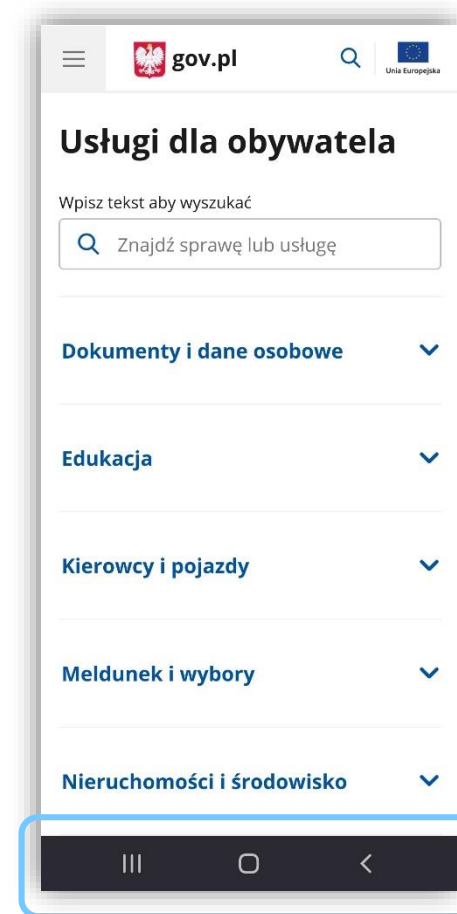 gov.pl
Unia Europejska
Usługi dla obywatela
Wpisz tekst aby wyszukać
Znajdź sprawę lub usługę
Dokumenty i dane osobowe
Edukacja
Kierowcy i pojazdy
Meldunek i wybory
Nieruchomości i środowisko